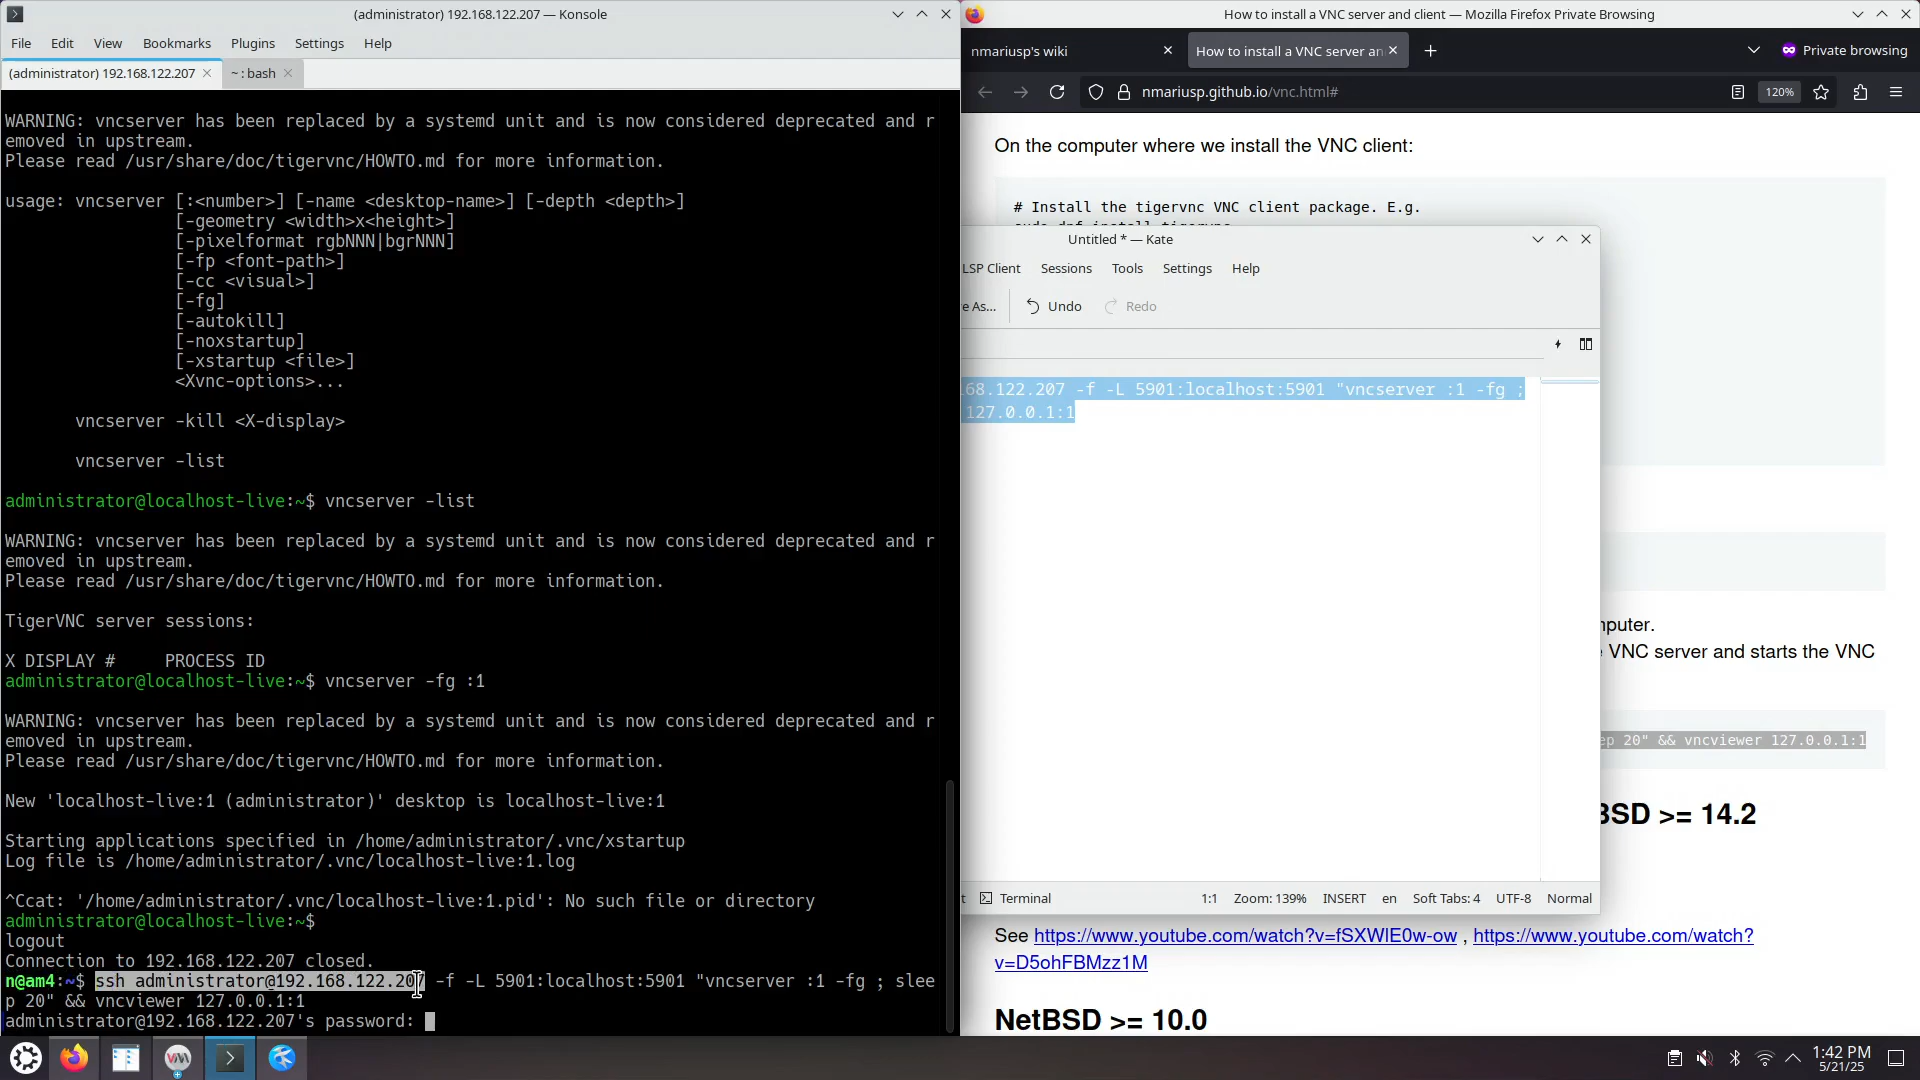 (administrator) 192.168.122.207 — Konsole
File Edit View Bookmarks Plugins Settings Help
(administrator) 192.168.122.207
~ : bash
WARNING: vncserver has been replaced by a systemd unit and is now considered deprecated and r
emoved in upstream.
Please read /usr/share/doc/tigervnc/HOWTO.md for more information.
usage: vncserver [:<number>] [-name <desktop-name>] [-depth <depth>]
[-geometry <width>x<height>]
[-pixelformat rgbNNN|bgrNNN]
[-fp <font-path>]
[-cc <visual>]
[-fg]
[-autokill]
[-noxstartup]
[-xstartup <file>]
<Xvnc-options>...
vncserver -kill <X-display>
vncserver -list
administrator@localhost-live:~$ vncserver -list
WARNING: vncserver has been replaced by a systemd unit and is now considered deprecated and r
emoved in upstream.
Please read /usr/share/doc/tigervnc/HOWTO.md for more information.
TigerVNC server sessions:
X DISPLAY # PROCESS ID
administrator@localhost-live:~$ vncserver -fg :1
WARNING: vncserver has been replaced by a systemd unit and is now considered deprecated and r
emoved in upstream.
Please read /usr/share/doc/tigervnc/HOWTO.md for more information.
New 'localhost-live:1 (administrator)' desktop is localhost-live:1
Starting applications specified in /home/administrator/.vnc/xstartup
Log file is /home/administrator/.vnc/localhost-live:1.log
^Ccat: '/home/administrator/.vnc/localhost-live:1.pid': No such file or directory
administrator@localhost-live:~$
logout
Connection to 192.168.122.207 closed.
n@am4:~$ ssh administrator@192.168.122.207 -f -L 5901:localhost:5901 "vncserver :1 -fg ; slee
p 20" && vncviewer 127.0.0.1:1
administrator@192.168.122.207's password:
How to install a VNC server and client — Mozilla Firefox Private Browsing
nmariusp's wiki
How to install a VNC server an
Private browsing
nmariusp.github.io/vnc.html#
120%
On the computer where we install the VNC client:
# Install the tigervnc VNC client package. E.g.
Untitled * — Kate
LSP Client Sessions Tools Settings Help
e As... Undo Redo
68.122.207 -f -L 5901:localhost:5901 "vncserver :1 -fg ;
127.0.0.1:1
Terminal 1:1 Zoom: 139% INSERT en Soft Tabs: 4 UTF-8 Normal
puter.
VNC server and starts the VNC
ep 20" && vncviewer 127.0.0.1:1
BSD >= 14.2
See https://www.youtube.com/watch?v=fSXWlE0w-ow , https://www.youtube.com/watch?
v=D5ohFBMzz1M
NetBSD >= 10.0
1:42 PM
5/21/25